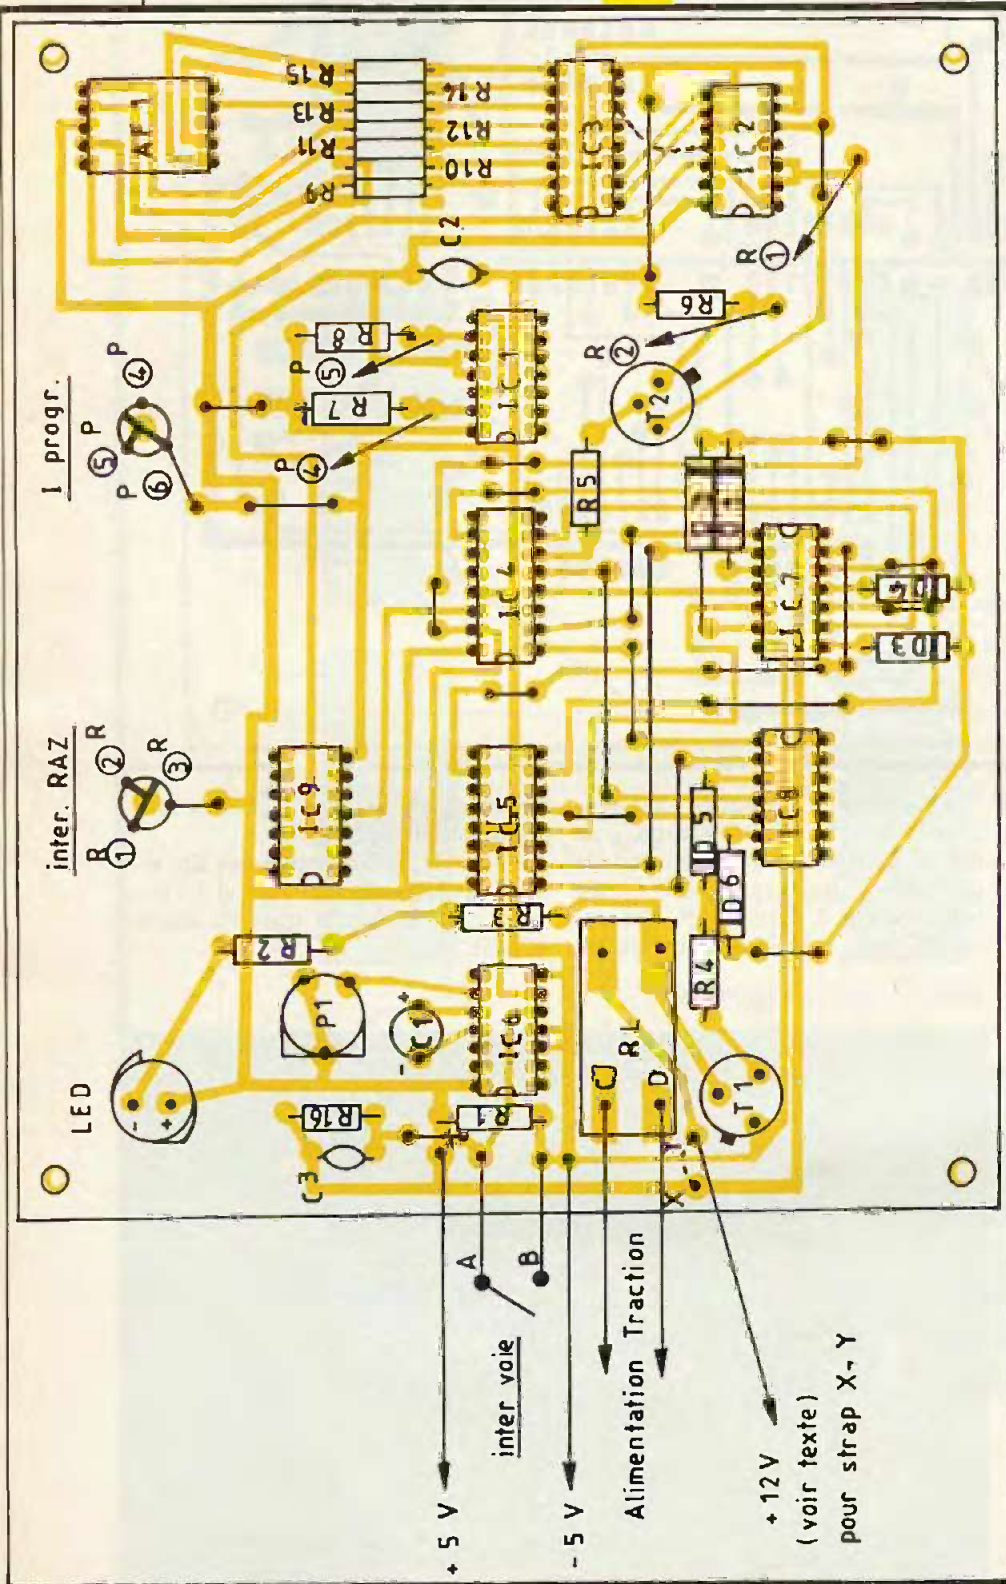 LED
inter. RAZ
R ①
② R
③ R
I progr.
P ⑤
P ⑥
P ④
AF
R15
R13
R11
R9
R14
R12
R10
IC3
IC2
C2
R ①
R6
R ②
T2
R8
P ⑤
R7
P ④
IC1
R5
IC4
IC7
D4
D3
IC9
IC5
IC8
D5
D6
R4
R2
R3
P1
+
C1
-
IC6
RL
C
D
T1
-
+
R16
C3
R1
X
Y
+ 5 V
A
B
inter voie
- 5 V
Alimentation Traction
+ 12 V
(voir texte)
pour strap X-Y